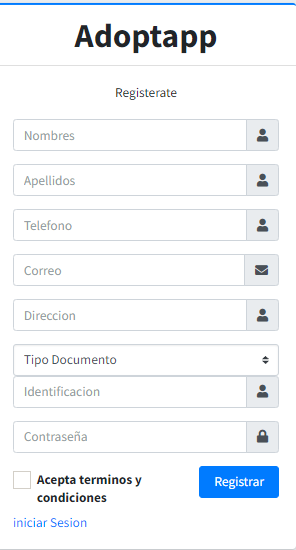 Adoptapp
Registerate
Nombres
Apellidos
Telefono
Correo
Direccion
Tipo Documento
Identificacion
Contraseña
Acepta terminos y
condiciones
Registrar
iniciar Sesion